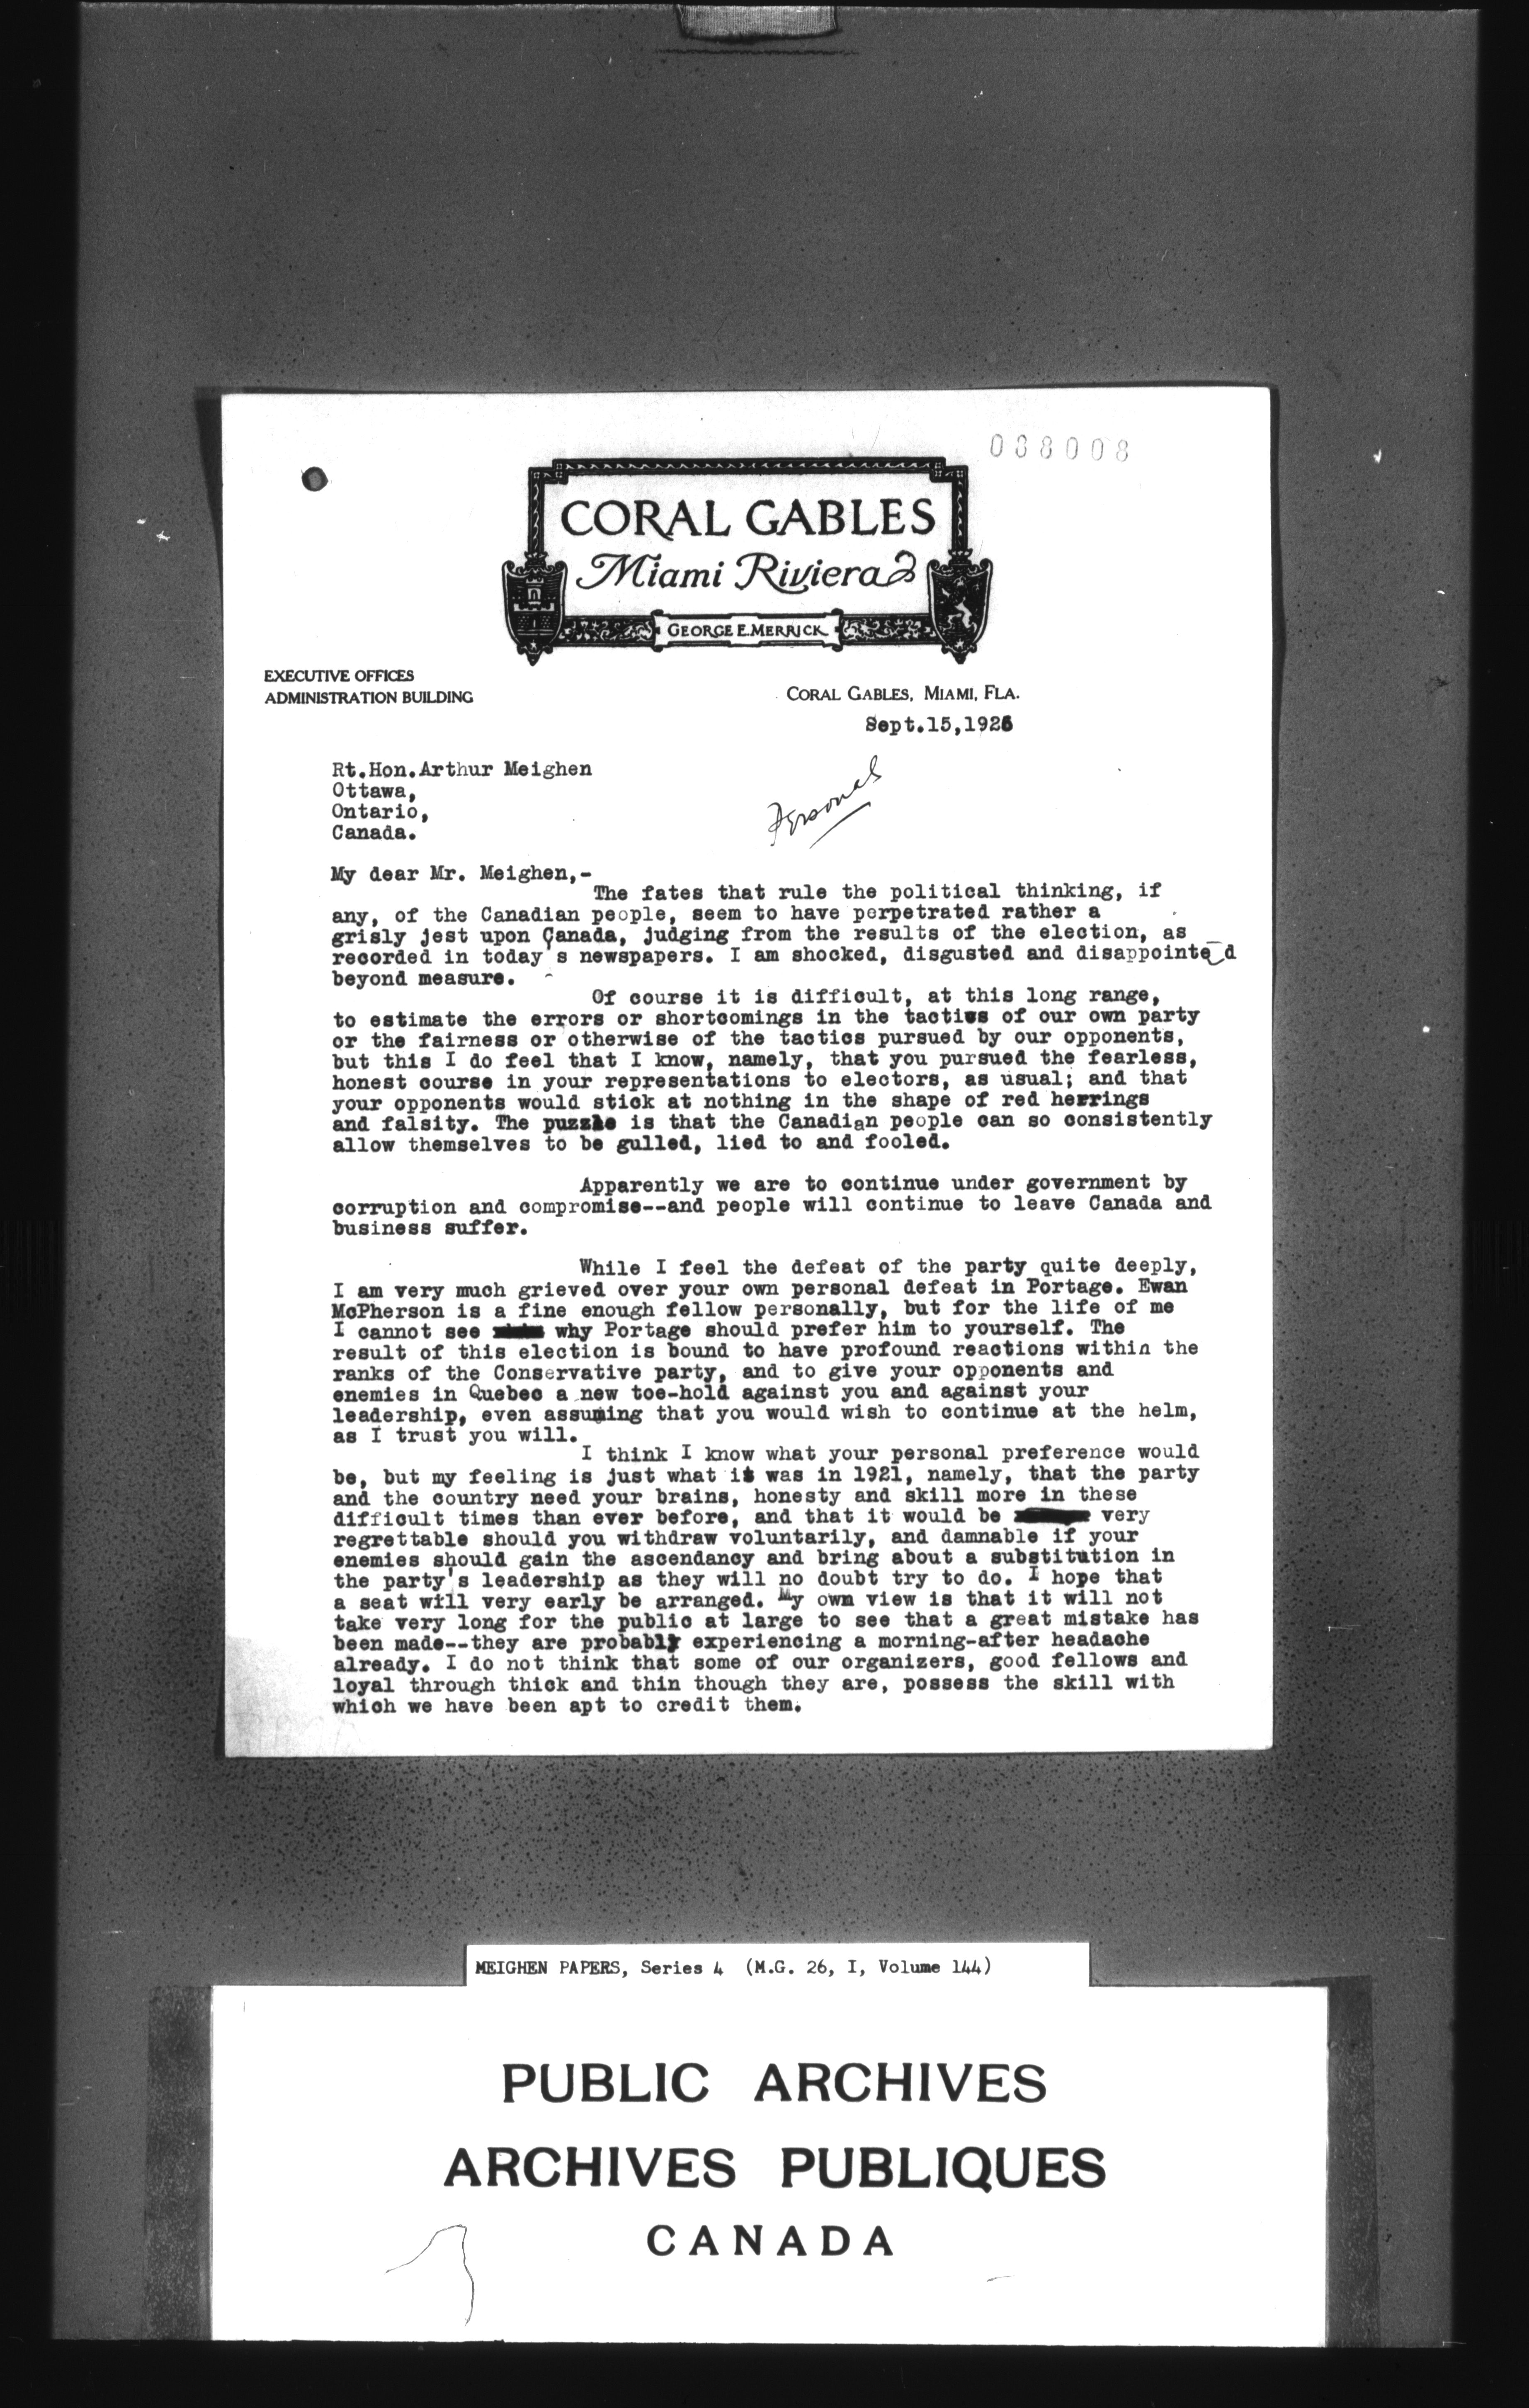 038008
CORAL GABLES
Miami Riviera
GEORGE E. MERRICK
EXECUTIVE OFFICES
ADMINISTRATION BUILDING
CORAL GABLES, MIAMI, FLA.
Sept.15,1926
Personal
Rt.Hon.Arthur Meighen
Ottawa,
Ontario,
Canada.
My dear Mr. Meighen,-
The fates that rule the political thinking, if
any, of the Canadian people, seem to have perpetrated rather a
grisly jest upon Canada, judging from the results of the election, as
recorded in today's newspapers. I am shocked, disgusted and disappointed
beyond measure.
Of course it is difficult, at this long range,
to estimate the errors or shortcomings in the tactics of our own party
or the fairness or otherwise of the tactics pursued by our opponents,
but this I do feel that I know, namely, that you pursued the fearless,
honest course in your representations to electors, as usual; and that
your opponents would stick at nothing in the shape of red herrings
and falsity. The puzzle is that the Canadian people can so consistently
allow themselves to be gulled, lied to and fooled.
Apparently we are to continue under government by
corruption and compromise--and people will continue to leave Canada and
business suffer.
While I feel the defeat of the party quite deeply,
I am very much grieved over your own personal defeat in Portage. Ewan
McPherson is a fine enough fellow personally, but for the life of me
I cannot see why Portage should prefer him to yourself. The
result of this election is bound to have profound reactions within the
ranks of the Conservative party, and to give your opponents and
enemies in Quebec a new toe-hold against you and against your
leadership, even assuming that you would wish to continue at the helm,
as I trust you will.
I think I know what your personal preference would
be, but my feeling is just what it was in 1921, namely, that the party
and the country need your brains, honesty and skill more in these
difficult times than ever before, and that it would be very
regrettable should you withdraw voluntarily, and damnable if your
enemies should gain the ascendancy and bring about a substitution in
the party's leadership as they will no doubt try to do. I hope that
a seat will very early be arranged. My own view is that it will not
take very long for the public at large to see that a great mistake has
been made--they are probably experiencing a morning-after headache
already. I do not think that some of our organizers, good fellows and
loyal through thick and thin though they are, possess the skill with
which we have been apt to credit them.
MEIGHEN PAPERS, Series 4 (M.G. 26, I, Volume 144)
PUBLIC ARCHIVES
ARCHIVES PUBLIQUES
CANADA